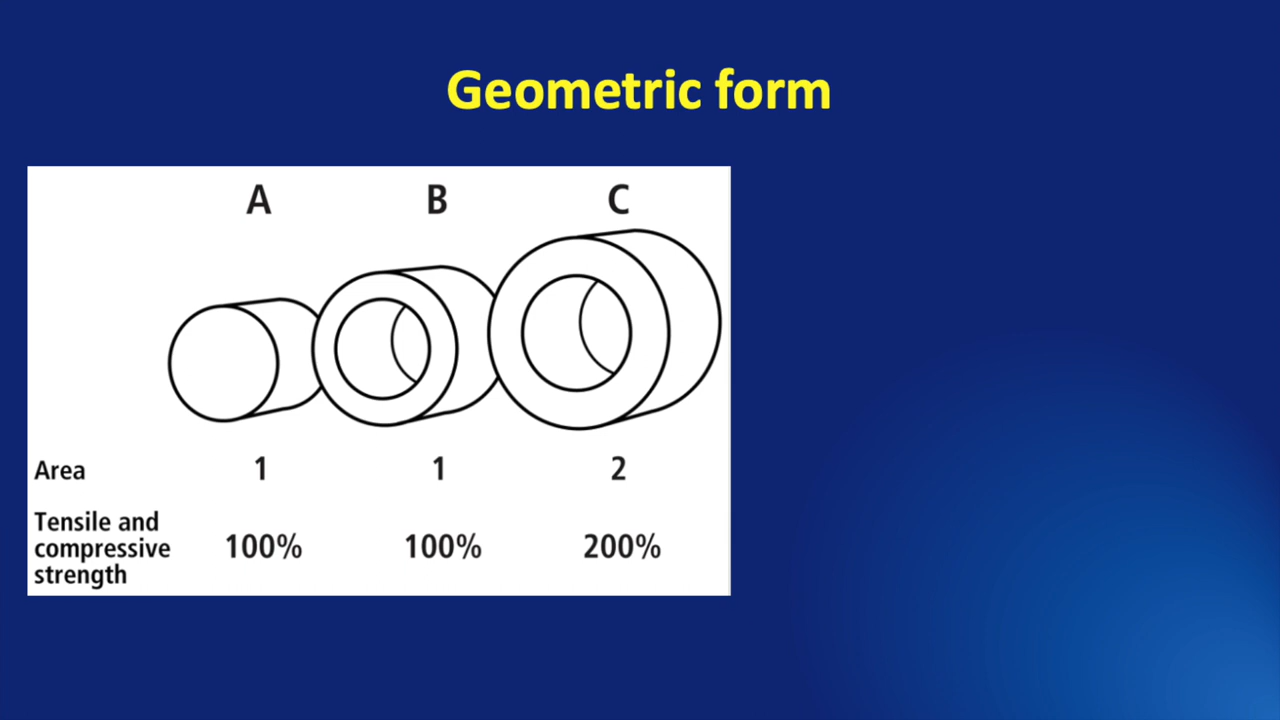 Geometric form
A B C
Area 1 1 2
Tensile and
compressive 100% 100% 200%
strength